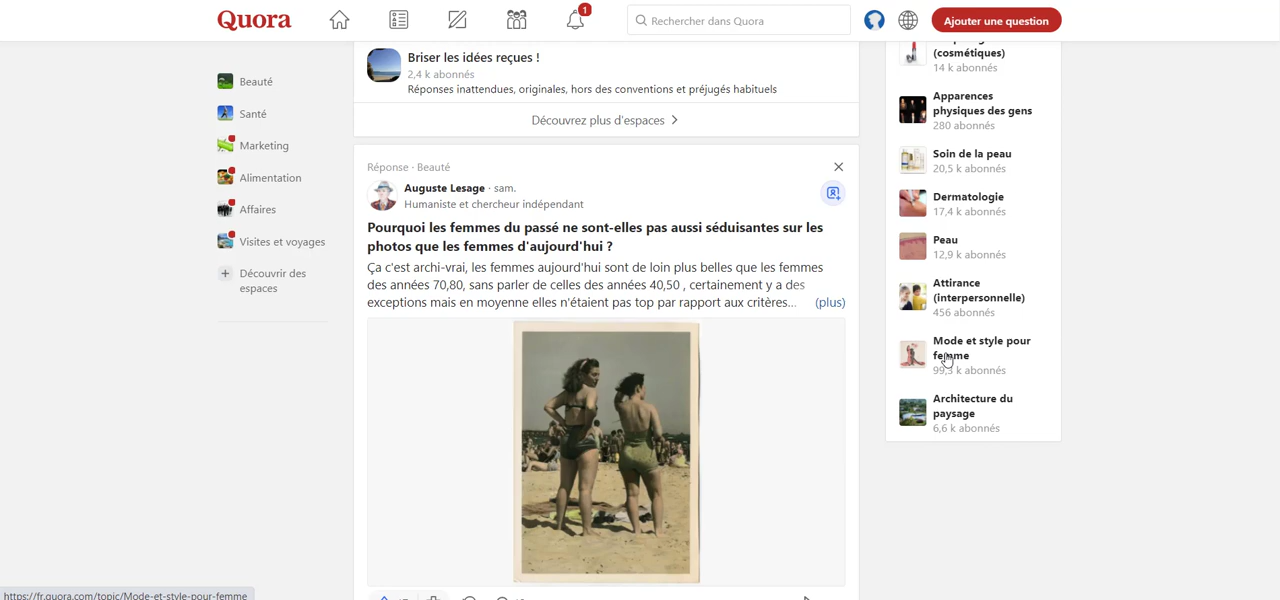 Quora
1
Rechercher dans Quora
Ajouter une question
Beauté
Santé
Marketing
Alimentation
Affaires
Visites et voyages
Découvrir des
espaces
Briser les idées reçues !
2,4 k abonnés
Réponses inattendues, originales, hors des conventions et préjugés habituels
Découvrez plus d'espaces
Réponse · Beauté
Auguste Lesage · sam.
Humaniste et chercheur indépendant
Pourquoi les femmes du passé ne sont-elles pas aussi séduisantes sur les
photos que les femmes d'aujourd'hui ?
Ça c'est archi-vrai, les femmes aujourd'hui sont de loin plus belles que les femmes
des années 70,80, sans parler de celles des années 40,50 , certainement y a des
exceptions mais en moyenne elles n'étaient pas top par rapport aux critères... (plus)
(cosmétiques)
14 k abonnés
Apparences
physiques des gens
280 abonnés
Soin de la peau
20,5 k abonnés
Dermatologie
17,4 k abonnés
Peau
12,9 k abonnés
Attirance
(interpersonnelle)
456 abonnés
Mode et style pour
femme
99,3 k abonnés
Architecture du
paysage
6,6 k abonnés
https://fr.quora.com/topic/Mode-et-style-pour-femme